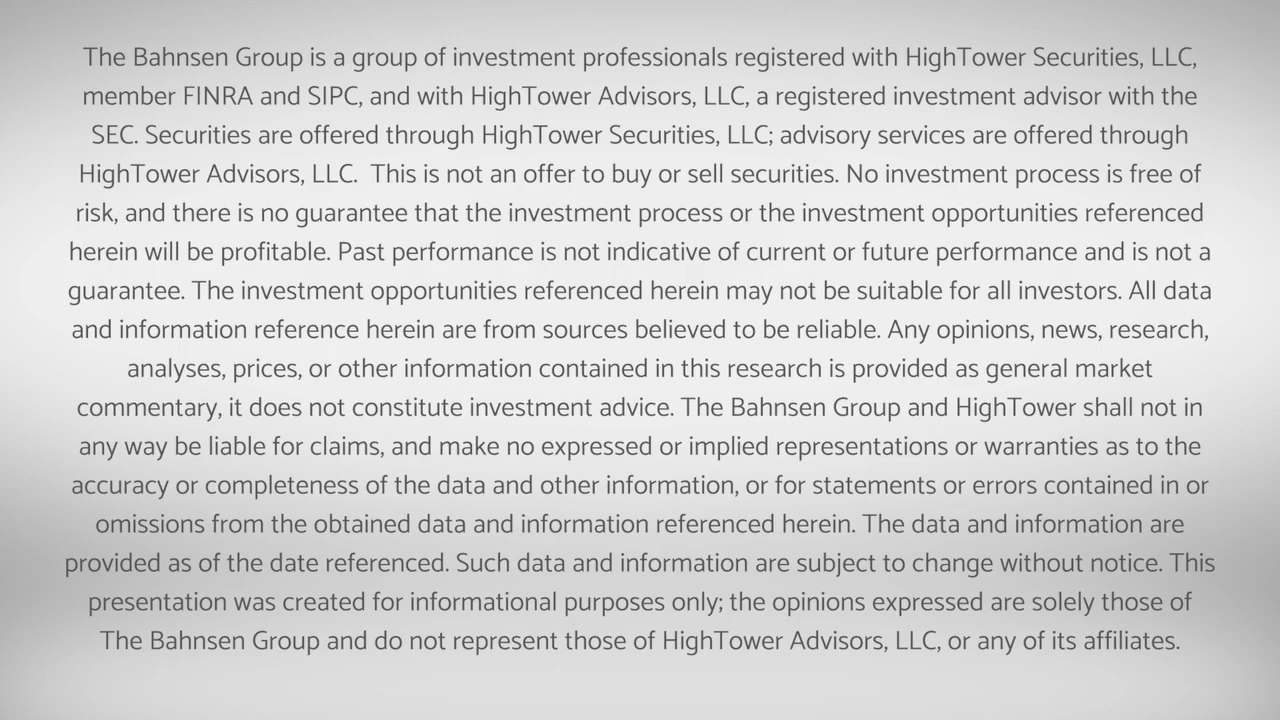 The Bahnsen Group is a group of investment professionals registered with HighTower Securities, LLC,
member FINRA and SIPC, and with HighTower Advisors, LLC, a registered investment advisor with the
SEC. Securities are offered through HighTower Securities, LLC; advisory services are offered through
HighTower Advisors, LLC.  This is not an offer to buy or sell securities. No investment process is free of
risk, and there is no guarantee that the investment process or the investment opportunities referenced
herein will be profitable. Past performance is not indicative of current or future performance and is not a
guarantee. The investment opportunities referenced herein may not be suitable for all investors. All data
and information reference herein are from sources believed to be reliable. Any opinions, news, research,
analyses, prices, or other information contained in this research is provided as general market
commentary, it does not constitute investment advice. The Bahnsen Group and HighTower shall not in
any way be liable for claims, and make no expressed or implied representations or warranties as to the
accuracy or completeness of the data and other information, or for statements or errors contained in or
omissions from the obtained data and information referenced herein. The data and information are
provided as of the date referenced. Such data and information are subject to change without notice. This
presentation was created for informational purposes only; the opinions expressed are solely those of
The Bahnsen Group and do not represent those of HighTower Advisors, LLC, or any of its affiliates.